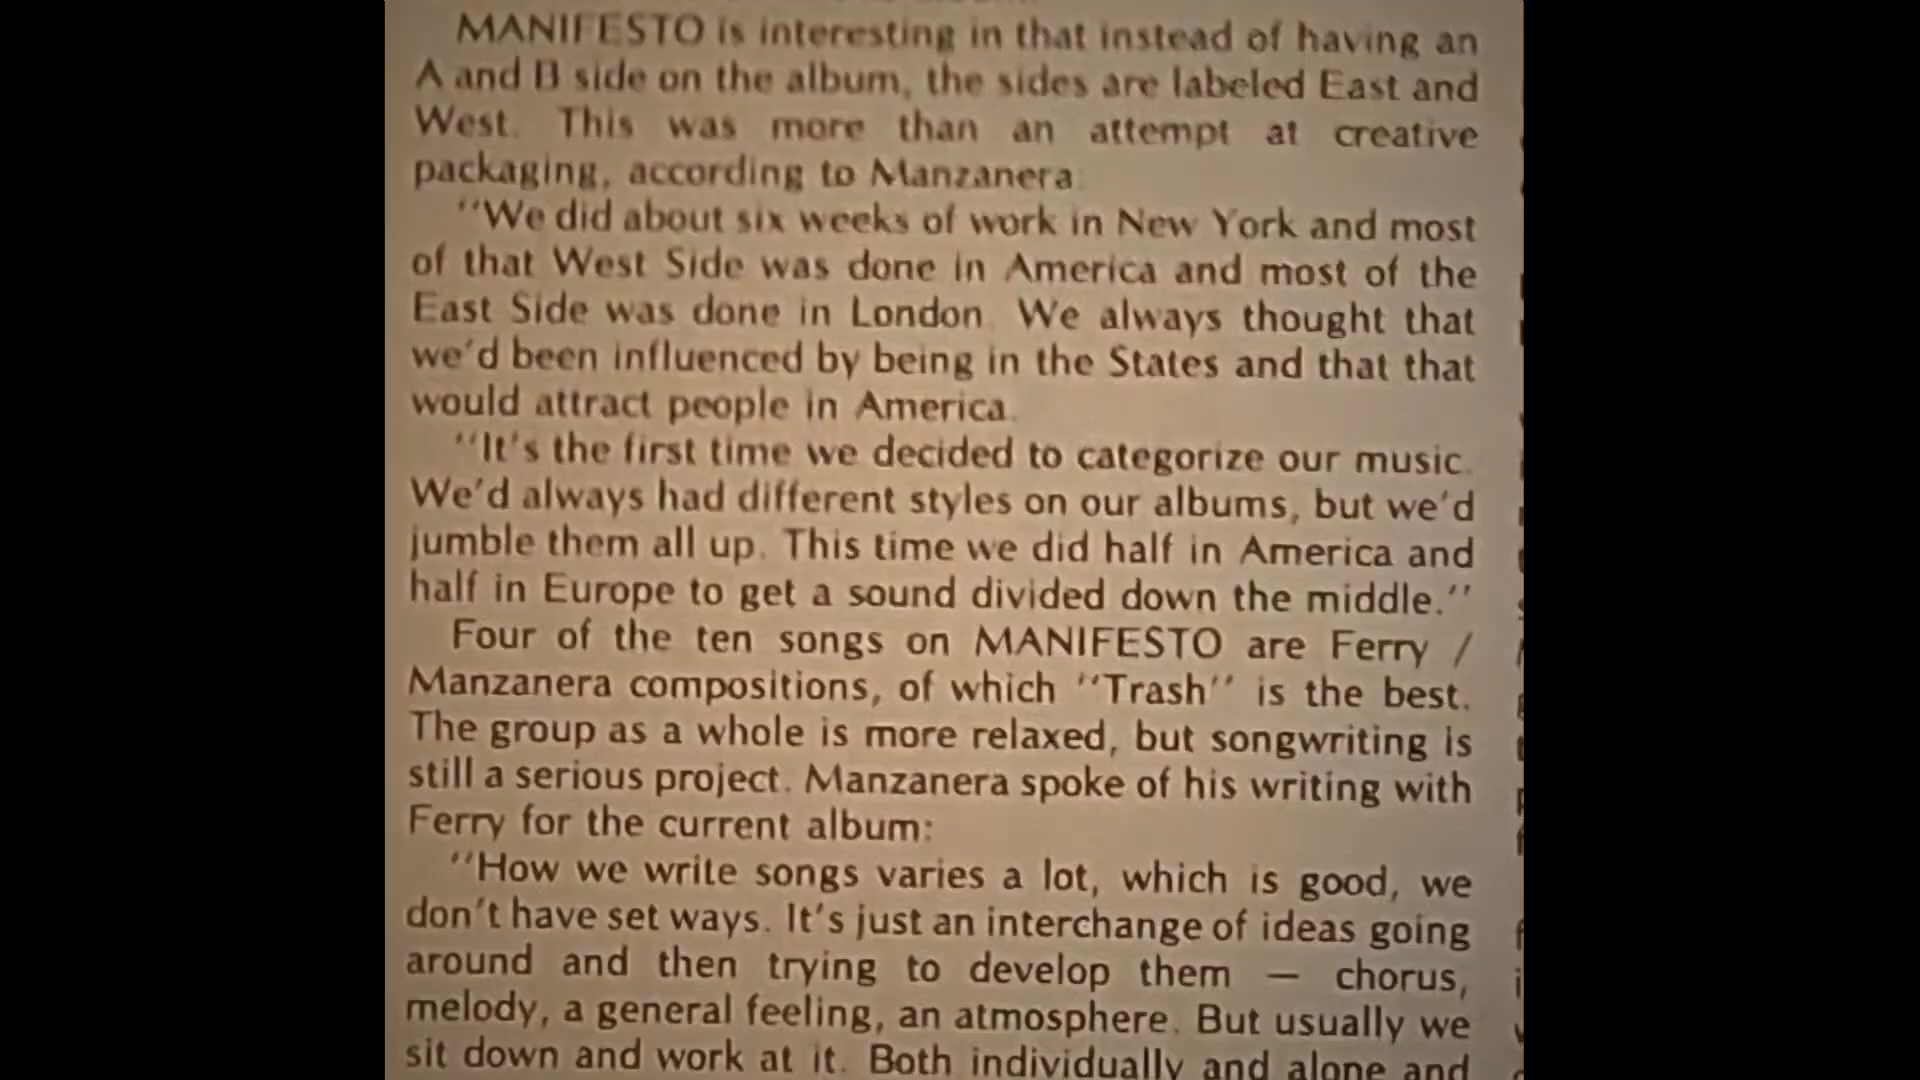 MANIFESTO is interesting in that instead of having an
A and B side on the album, the sides are labeled East and
West. This was more than an attempt at creative
packaging, according to Manzanera.
''We did about six weeks of work in New York and most
of that West Side was done in America and most of the
East Side was done in London. We always thought that
we'd been influenced by being in the States and that that
would attract people in America.
''It's the first time we decided to categorize our music.
We'd always had different styles on our albums, but we'd
jumble them all up. This time we did half in America and
half in Europe to get a sound divided down the middle.''
Four of the ten songs on MANIFESTO are Ferry /
Manzanera compositions, of which ''Trash'' is the best.
The group as a whole is more relaxed, but songwriting is
still a serious project. Manzanera spoke of his writing with
Ferry for the current album:
''How we write songs varies a lot, which is good, we
don't have set ways. It's just an interchange of ideas going
around and then trying to develop them — chorus,
melody, a general feeling, an atmosphere. But usually we
sit down and work at it. Both individually and alone and